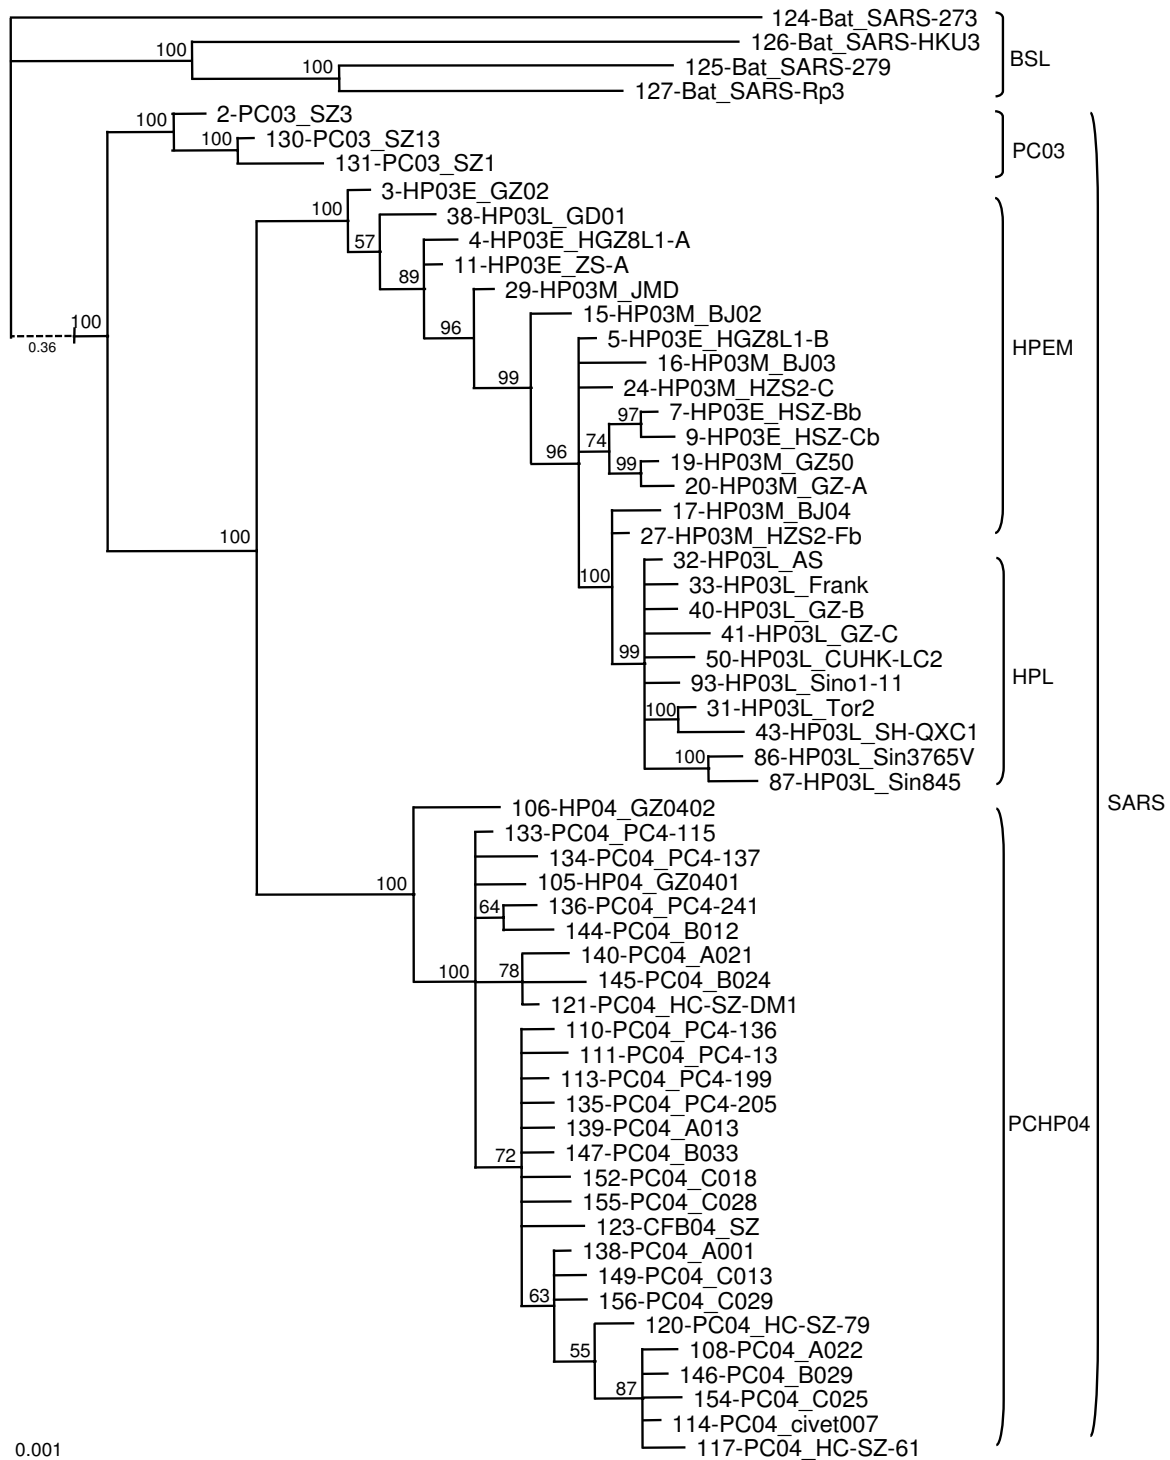 124-Bat_SARS-273
126-Bat_SARS-HKU3
100
BSL
125-Bat_SARS-279
100
127-Bat_SARS-Rp3
2-PC03_SZ3
100
130-PC03_SZ13
100
PC03
131-PC03_SZ1
3-HP03E_GZ02
100
38-HP03L_GD01
57
4-HP03E_HGZ8L1-A
11-HP03E_ZS-A
89
29-HP03M_JMD
15-HP03M_BJ02
100
96
5-HP03E_HGZ8L1-B
0.36
HPEM
16-HP03M_BJ03
99
24-HP03M_HZS2-C
7-HP03E_HSZ-Bb
97
9-HP03E_HSZ-Cb
74
96
19-HP03M_GZ50
99
20-HP03M_GZ-A
17-HP03M_BJ04
27-HP03M_HZS2-Fb
100
32-HP03L_AS
100
33-HP03L_Frank
40-HP03L_GZ-B
41-HP03L_GZ-C
99
50-HP03L_CUHK-LC2
HPL
93-HP03L_Sino1-11
31-HP03L_Tor2
100
43-HP03L_SH-QXC1
86-HP03L_Sin3765V
100
87-HP03L_Sin845
SARS
106-HP04_GZ0402
133-PC04_PC4-115
134-PC04_PC4-137
105-HP04_GZ0401
100
136-PC04_PC4-241
64
144-PC04_B012
140-PC04_A021
100
78
145-PC04_B024
121-PC04_HC-SZ-DM1
110-PC04_PC4-136
111-PC04_PC4-13
113-PC04_PC4-199
135-PC04_PC4-205
PCHP04
139-PC04_A013
147-PC04_B033
72
152-PC04_C018
155-PC04_C028
123-CFB04_SZ
138-PC04_A001
149-PC04_C013
63
156-PC04_C029
120-PC04_HC-SZ-79
55
108-PC04_A022
146-PC04_B029
87
154-PC04_C025
114-PC04_civet007
117-PC04_HC-SZ-61
0.001